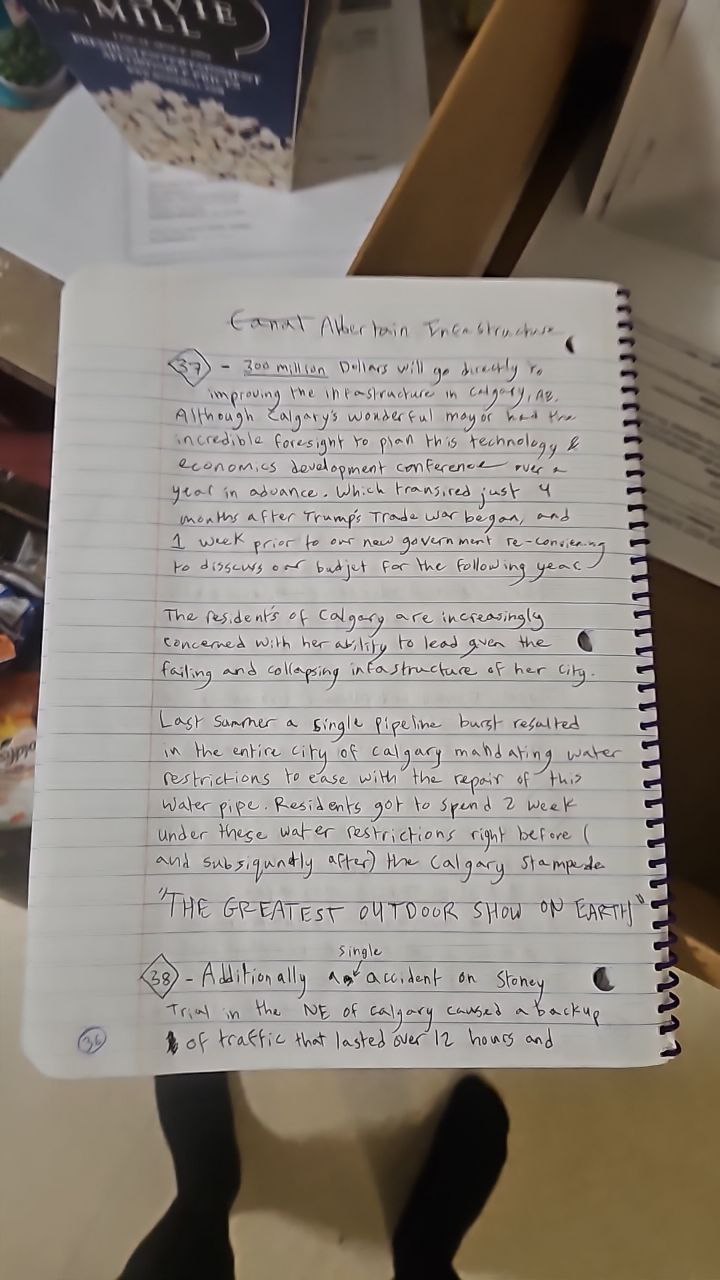 MOVIE
MILL
Albertain Infastructure
37 - 300 million Dollars will go directly to
improving the infastructure in Calgary, AB.
Although Calgary's wonderful mayor had the
incredible foresight to plan this technology &
economics development conference over a
year in advance. Which transired just 4
months after Trump's Trade War began, and
1 week prior to our new government re-conviening
to disscuss our budjet for the following year
The resident's of Calgary are increasingly
concerned with her ability to lead given the
failing and collapsing infastructure of her city.
Last Summer a single pipeline burst resulted
in the entire city of Calgary mandating water
restrictions to ease with the repair of this
Water pipe. Residents got to spend 2 week
under these water restrictions right before (
and subsiquntly after) the Calgary Stampede
"THE GREATEST OUTDOOR SHOW ON EARTH"
single
38 - Additionally a accident on Stoney
Trial in the NE of Calgary caused a backup
of traffic that lasted over 12 hours and
36